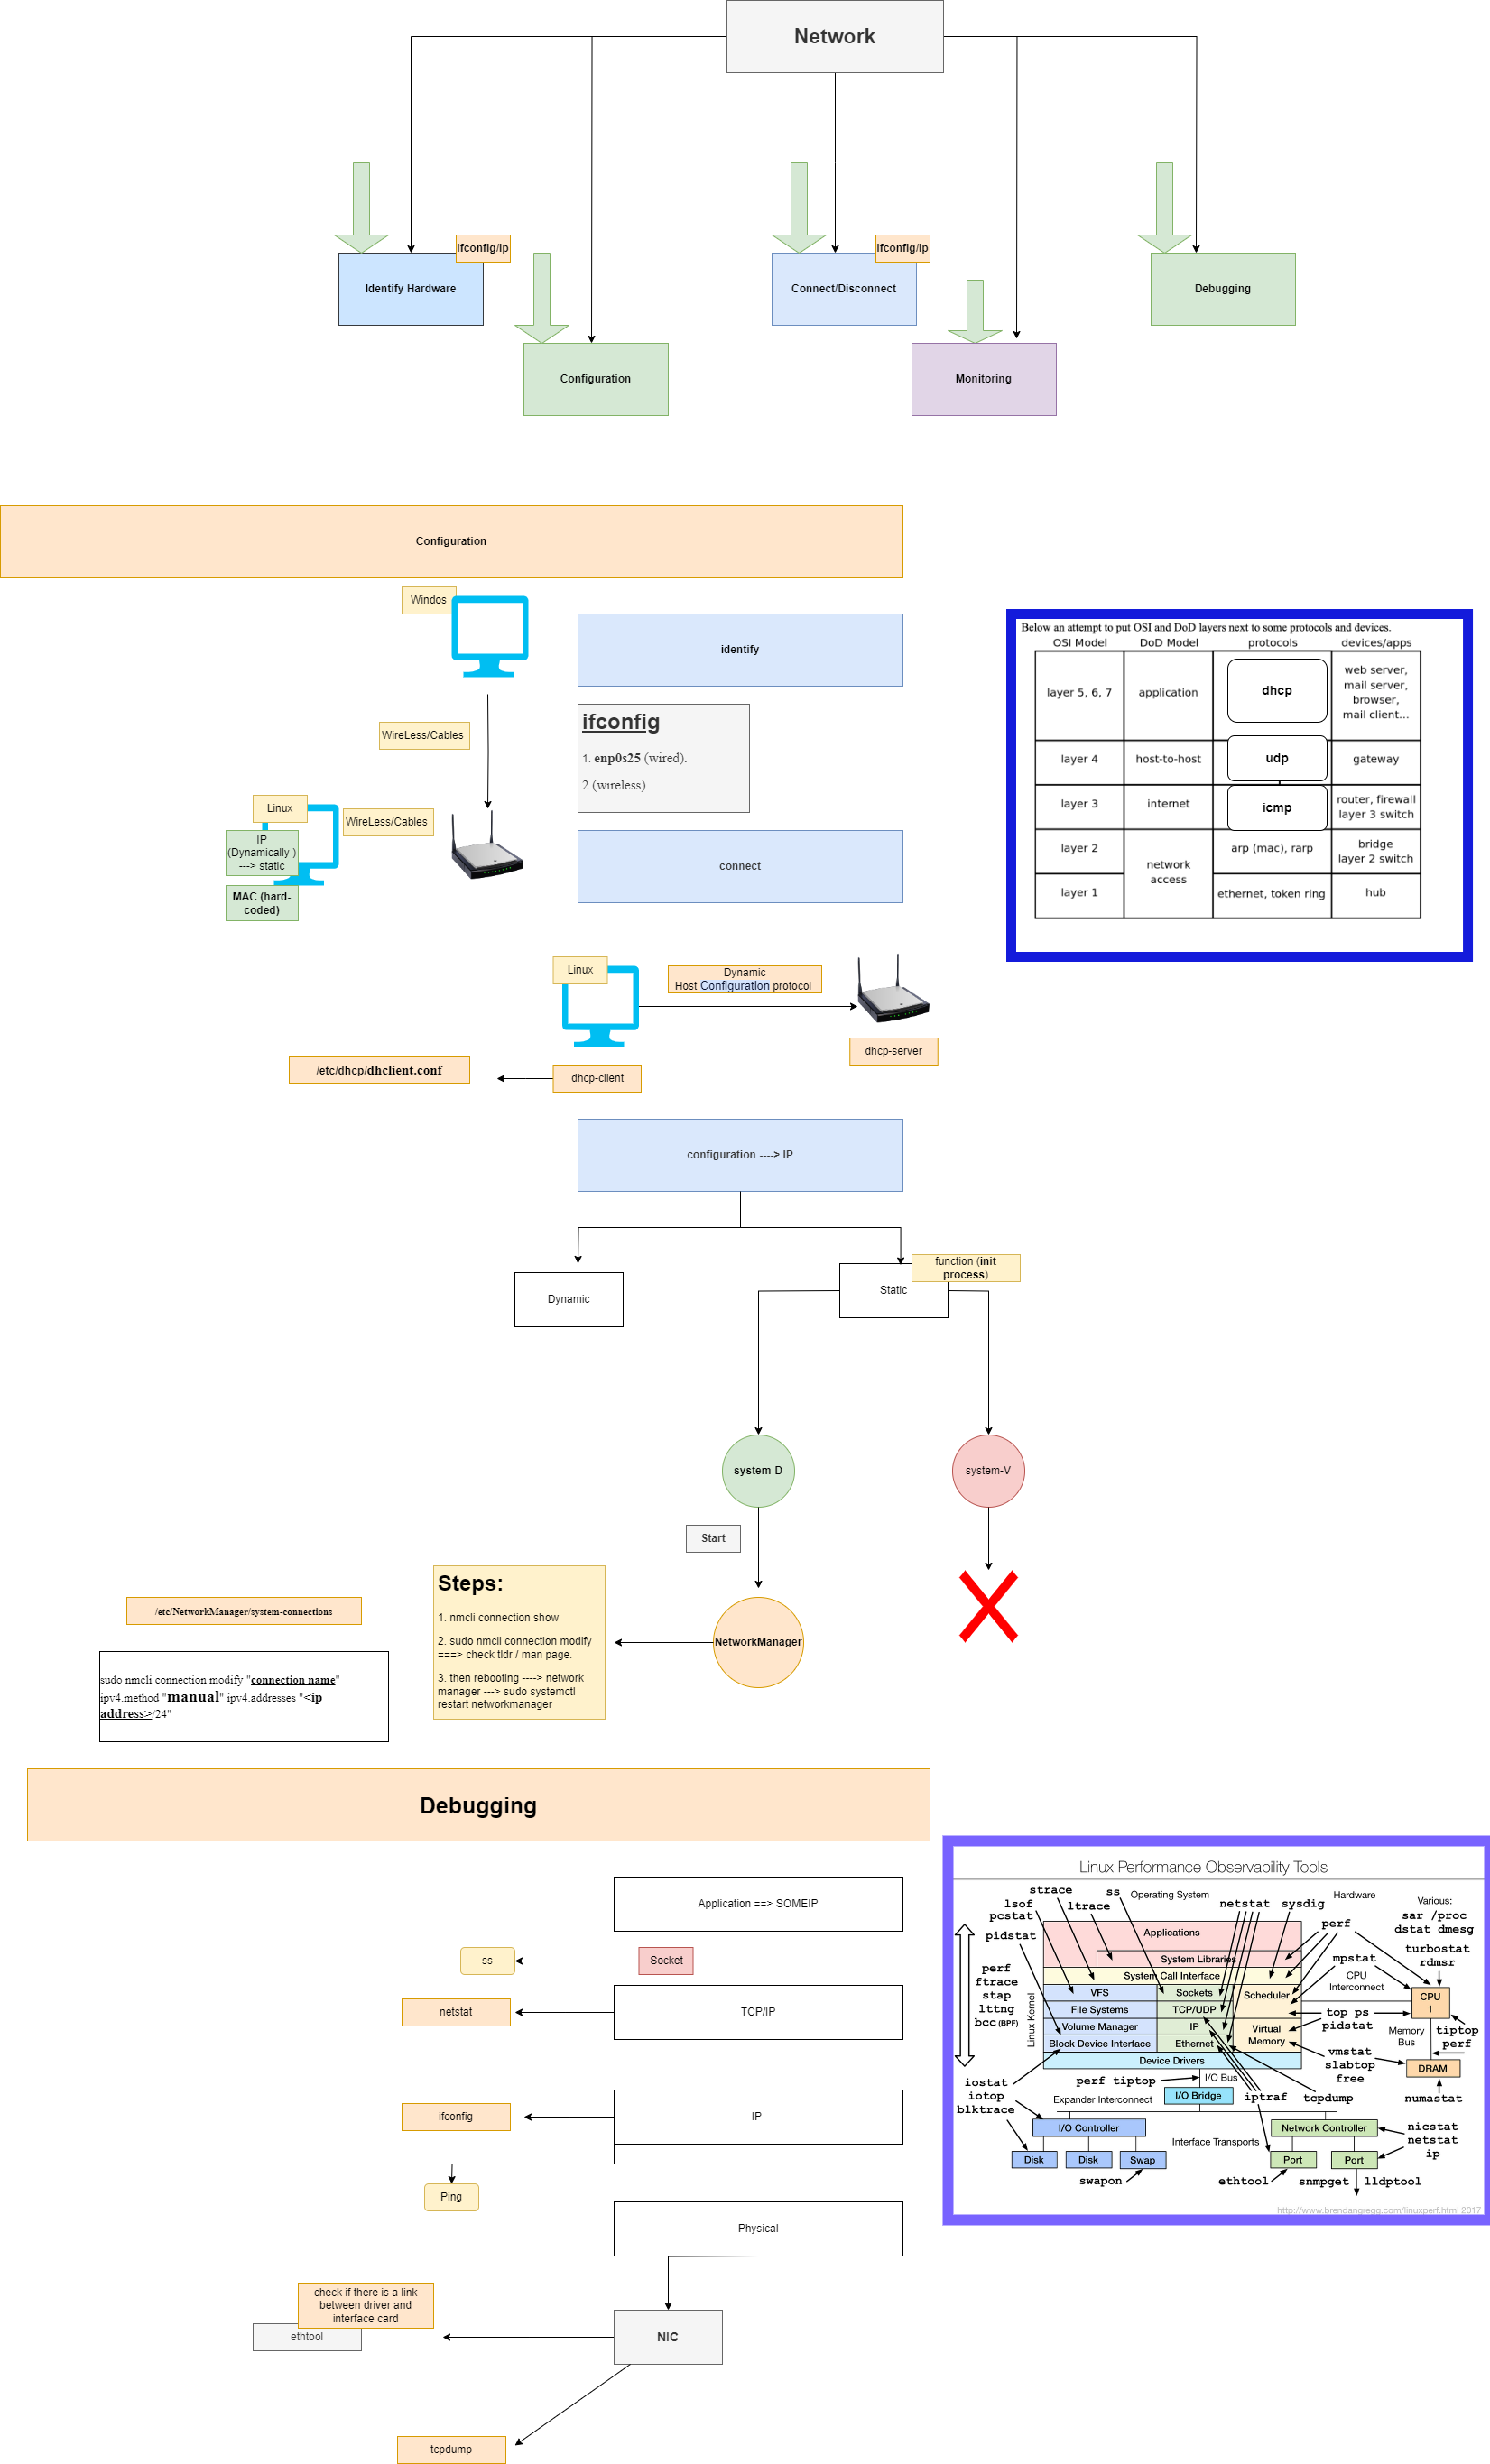 Network
ifconfig/ip
Identify Hardware
ifconfig/ip
Connect/Disconnect
Debugging
Configuration
Monitoring
Configuration
Windos
identify
WireLess/Cables
ifconfig
1. enp0s25 (wired).
2.(wireless)
Linux
WireLess/Cables
IP
(Dynamically )
---> static
MAC (hard-
coded)
connect
Below an attempt to put OSI and DoD layers next to some protocols and devices.
OSI Model DoD Model protocols devices/apps
layer 5, 6, 7 application dhcp web server,
mail server,
browser,
mail client...
layer 4 host-to-host udp gateway
layer 3 internet icmp router, firewall
layer 3 switch
layer 2 arp (mac), rarp bridge
layer 2 switch
network
access
layer 1 ethernet, token ring hub
Linux
Dynamic
Host Configuration protocol
dhcp-server
/etc/dhcp/dhclient.conf
dhcp-client
configuration ----> IP
function (init
process)
Dynamic
Static
system-D
system-V
Start
Steps:
1. nmcli connection show
2. sudo nmcli connection modify
===> check tldr / man page.
3. then rebooting ----> network
manager ---> sudo systemctl
restart networkmanager
NetworkManager
/etc/NetworkManager/system-connections
sudo nmcli connection modify "connection name"
ipv4.method "manual" ipv4.addresses "<ip
address>/24"
Debugging
Application ==> SOMEIP
ss
Socket
netstat
TCP/IP
ifconfig
IP
Ping
Physical
check if there is a link
between driver and
interface card
ethtool
NIC
tcpdump
Linux Performance Observability Tools
strace ss Operating System netstat sysdig Hardware Various:
lsof ltrace
pcstat
sar /proc
dstat dmesg
pidstat
Applications
perf
turbostat
rdmsr
System Libraries
mpstat
System Call Interface
CPU
Interconnect
perf
ftrace
stap
lttng
bcc (BPF)
Linux Kernel
VFS Sockets Scheduler
File Systems TCP/UDP
Volume Manager IP Virtual
Memory
Block Device Interface Ethernet
Device Drivers
CPU
1
top ps
pidstat
Memory
Bus
tiptop
perf
vmstat
slabtop
free
DRAM
numastat
iostat
iotop
blktrace
perf tiptop
I/O Bus
I/O Bridge
iptraf tcpdump
Expander Interconnect
I/O Controller
Network Controller
nicstat
netstat
ip
Interface Transports
Disk Disk Swap Port Port
swapon
ethtool snmpget lldptool
http://www.brendangregg.com/linuxperf.html 2017